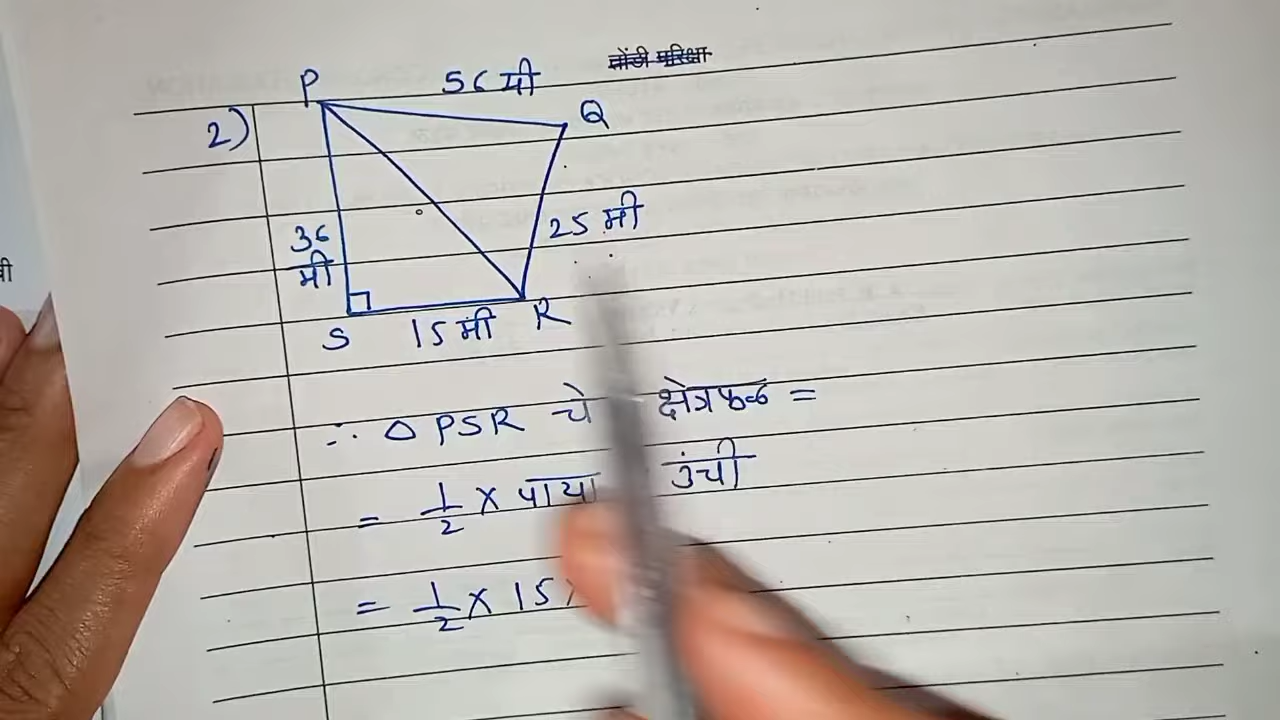 तोंडी परिक्षा
P 56 मी Q
2)
36 मी
25 मी
S 15 मी R
∴ △ PSR चे क्षेत्रफळ =
= 1/2 × पाया उंची
= 1/2 × 15